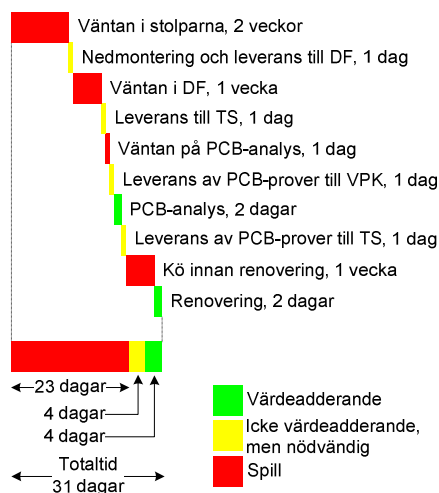 Väntan i stolparna, 2 veckor
Nedmontering och leverans till DF, 1 dag
Väntan i DF, 1 vecka
Leverans till TS, 1 dag
Väntan på PCB-analys, 1 dag
Leverans av PCB-prover till VPK, 1 dag
PCB-analys, 2 dagar
Leverans av PCB-prover till TS, 1 dag
Kö innan renovering, 1 vecka
Renovering, 2 dagar
23 dagar
4 dagar
4 dagar
Totaltid
31 dagar
Värdeadderande
Icke värdeadderande,
men nödvändig
Spill